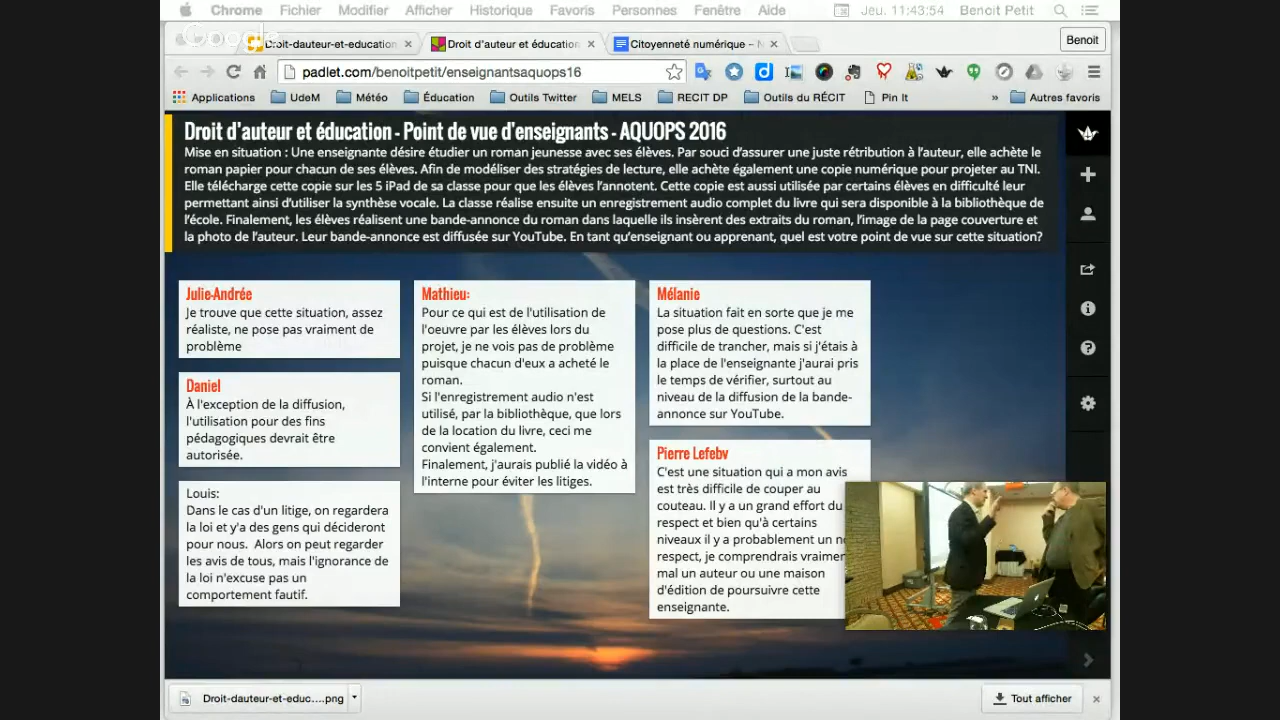 Chrome Fichier Modifier Afficher Historique Favoris Personnes Fenêtre Aide Jeu. 11:43:54 Benoit Petit
Google
Droit-dauteur-et-education
Droit d'auteur et éducation
Citoyenneté numérique – N
Benoit
padlet.com/benoitpetit/enseignantsaquops16
Applications UdeM Météo Éducation Outils Twitter MELS RECIT DP Outils du RÉCIT Pin It » Autres favoris
Droit d'auteur et éducation - Point de vue d'enseignants - AQUOPS 2016
Mise en situation : Une enseignante désire étudier un roman jeunesse avec ses élèves. Par souci d'assurer une juste rétribution à l'auteur, elle achète le
roman papier pour chacun de ses élèves. Afin de modéliser des stratégies de lecture, elle achète également une copie numérique pour projeter au TNI.
Elle télécharge cette copie sur les 5 iPad de sa classe pour que les élèves l'annotent. Cette copie est aussi utilisée par certains élèves en difficulté leur
permettant ainsi d'utiliser la synthèse vocale. La classe réalise ensuite un enregistrement audio complet du livre qui sera disponible à la bibliothèque de
l'école. Finalement, les élèves réalisent une bande-annonce du roman dans laquelle ils insèrent des extraits du roman, l'image de la page couverture et
la photo de l'auteur. Leur bande-annonce est diffusée sur YouTube. En tant qu'enseignant ou apprenant, quel est votre point de vue sur cette situation?
Julie-Andrée
Je trouve que cette situation, assez
réaliste, ne pose pas vraiment de
problème
Daniel
À l'exception de la diffusion,
l'utilisation pour des fins
pédagogiques devrait être
autorisée.
Louis:
Dans le cas d'un litige, on regardera
la loi et y'a des gens qui décideront
pour nous. Alors on peut regarder
les avis de tous, mais l'ignorance de
la loi n'excuse pas un
comportement fautif.
Mathieu:
Pour ce qui est de l'utilisation de
l'oeuvre par les élèves lors du
projet, je ne vois pas de problème
puisque chacun d'eux a acheté le
roman.
Si l'enregistrement audio n'est
utilisé, par la bibliothèque, que lors
de la location du livre, ceci me
convient également.
Finalement, j'aurais publié la vidéo à
l'interne pour éviter les litiges.
Mélanie
La situation fait en sorte que je me
pose plus de questions. C'est
difficile de trancher, mais si j'étais à
la place de l'enseignante j'aurai pris
le temps de vérifier, surtout au
niveau de la diffusion de la bande-
annonce sur YouTube.
Pierre Lefebv
C'est une situation qui a mon avis
est très difficile de couper au
couteau. Il y a un grand effort du
respect et bien qu'à certains
niveaux il y a probablement un n
respect, je comprendrais vraimen
mal un auteur ou une maison
d'édition de poursuivre cette
enseignante.
Droit-dauteur-et-educ....png
Tout afficher